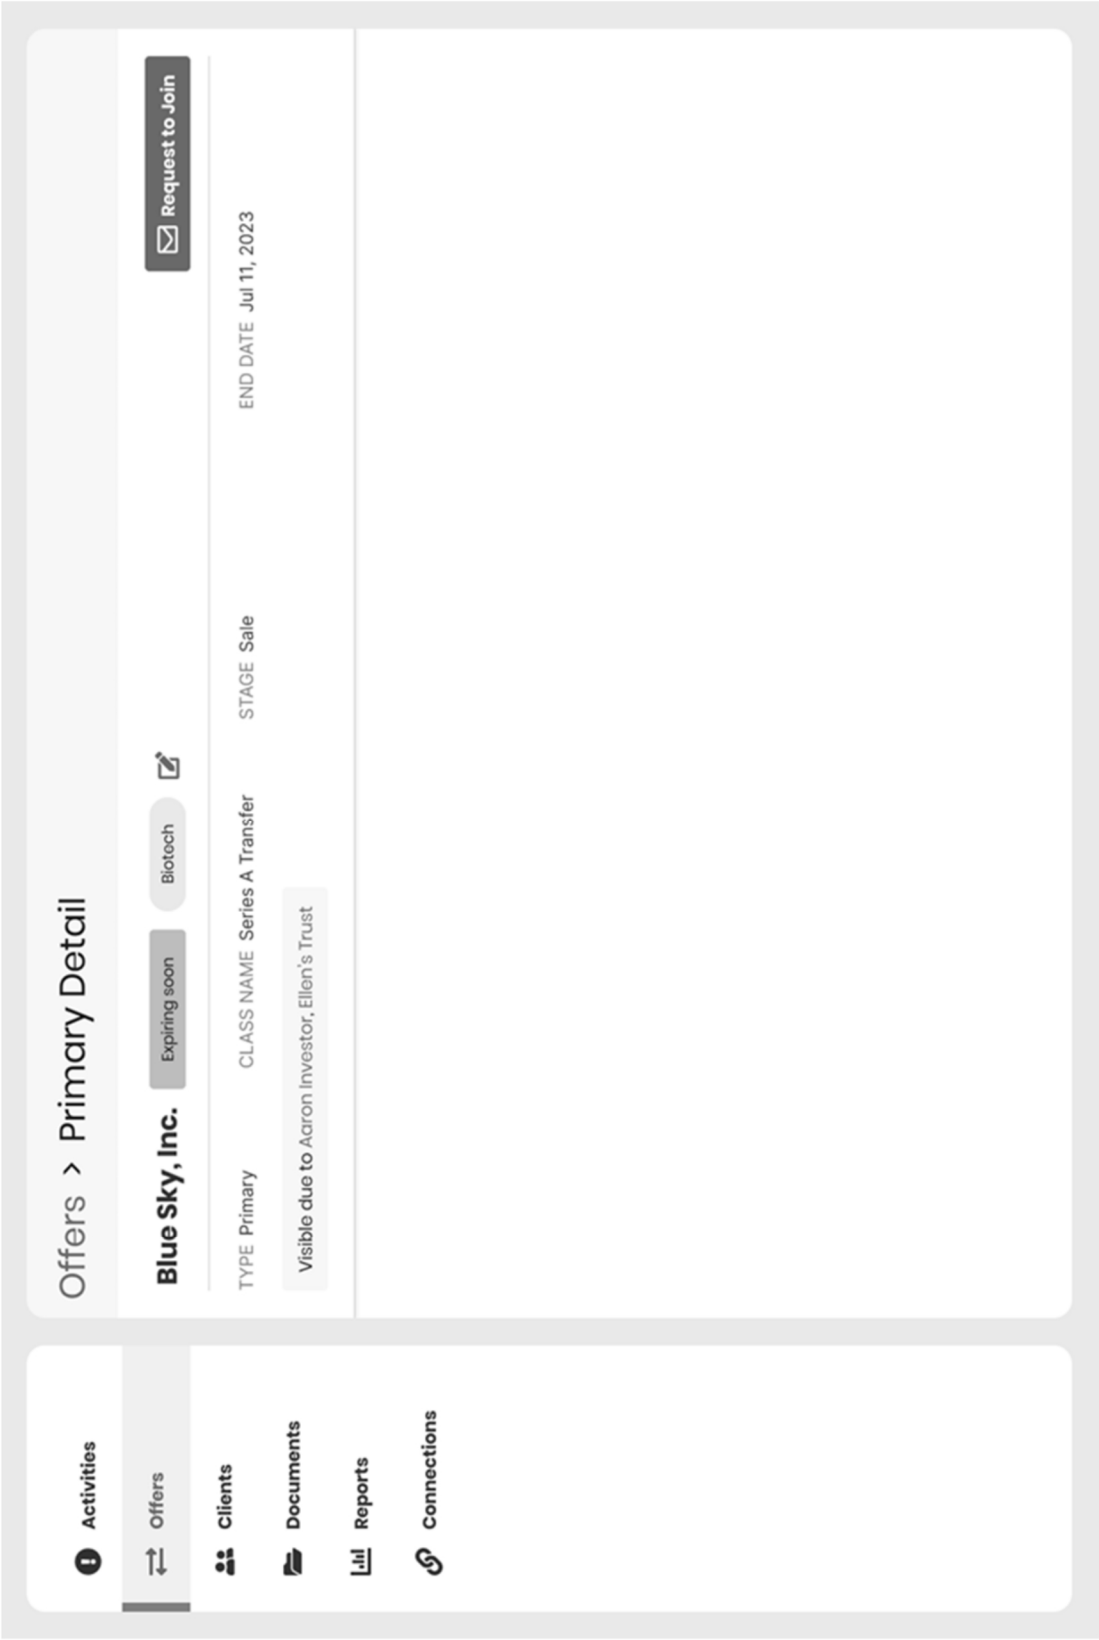 Activities
Offers
Clients
Documents
Reports
Connections
Offers > Primary Detail
Blue Sky, Inc. Expiring soon Biotech Request to Join
TYPE Primary CLASS NAME Series A Transfer STAGE Sale END DATE Jul 11, 2023
Visible due to Aaron Investor, Ellen's Trust